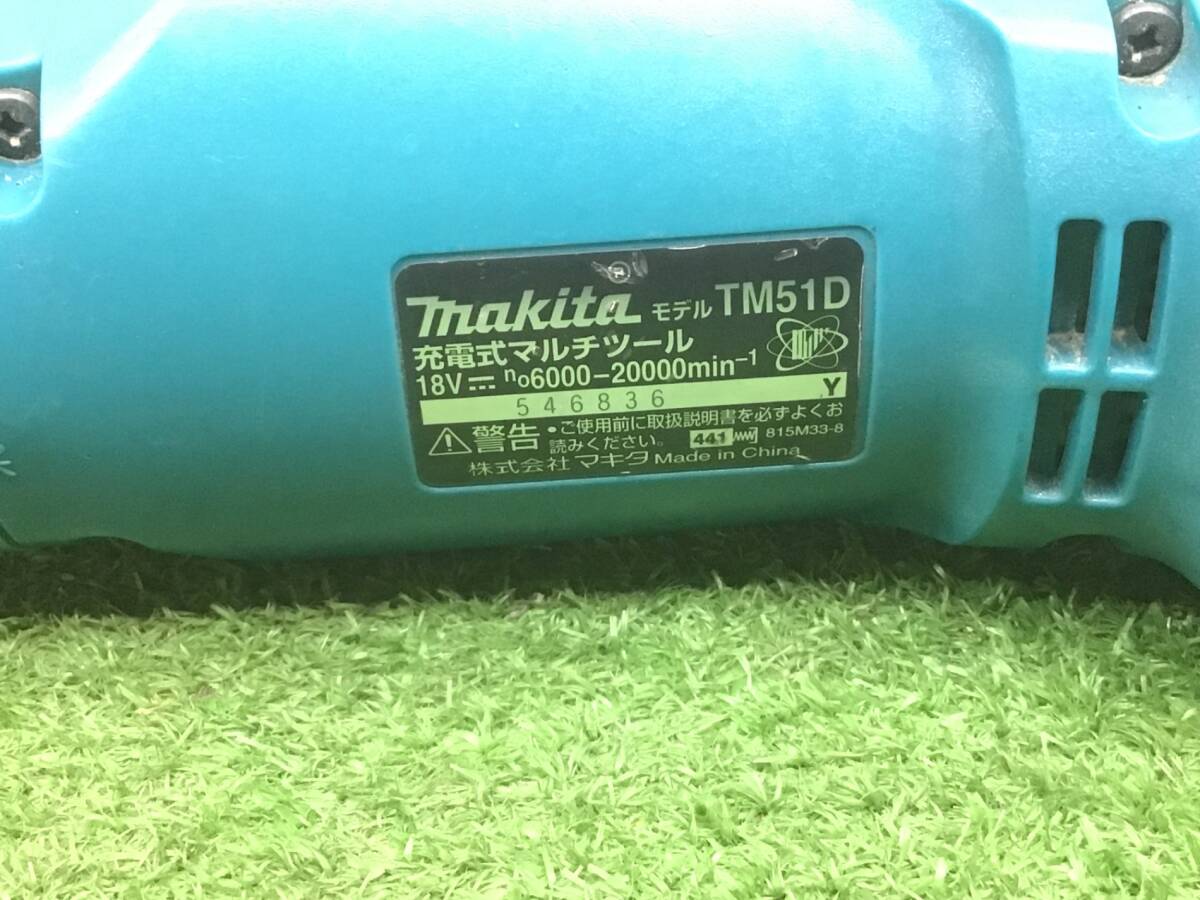 makita モデル TM51D
充電式マルチツール
18V n₀6000-20000min⁻¹
546836 Y
警告 ・ご使用前に取扱説明書を必ずよくお
読みください。 441 815M33-8
株式会社 マキタ Made in China